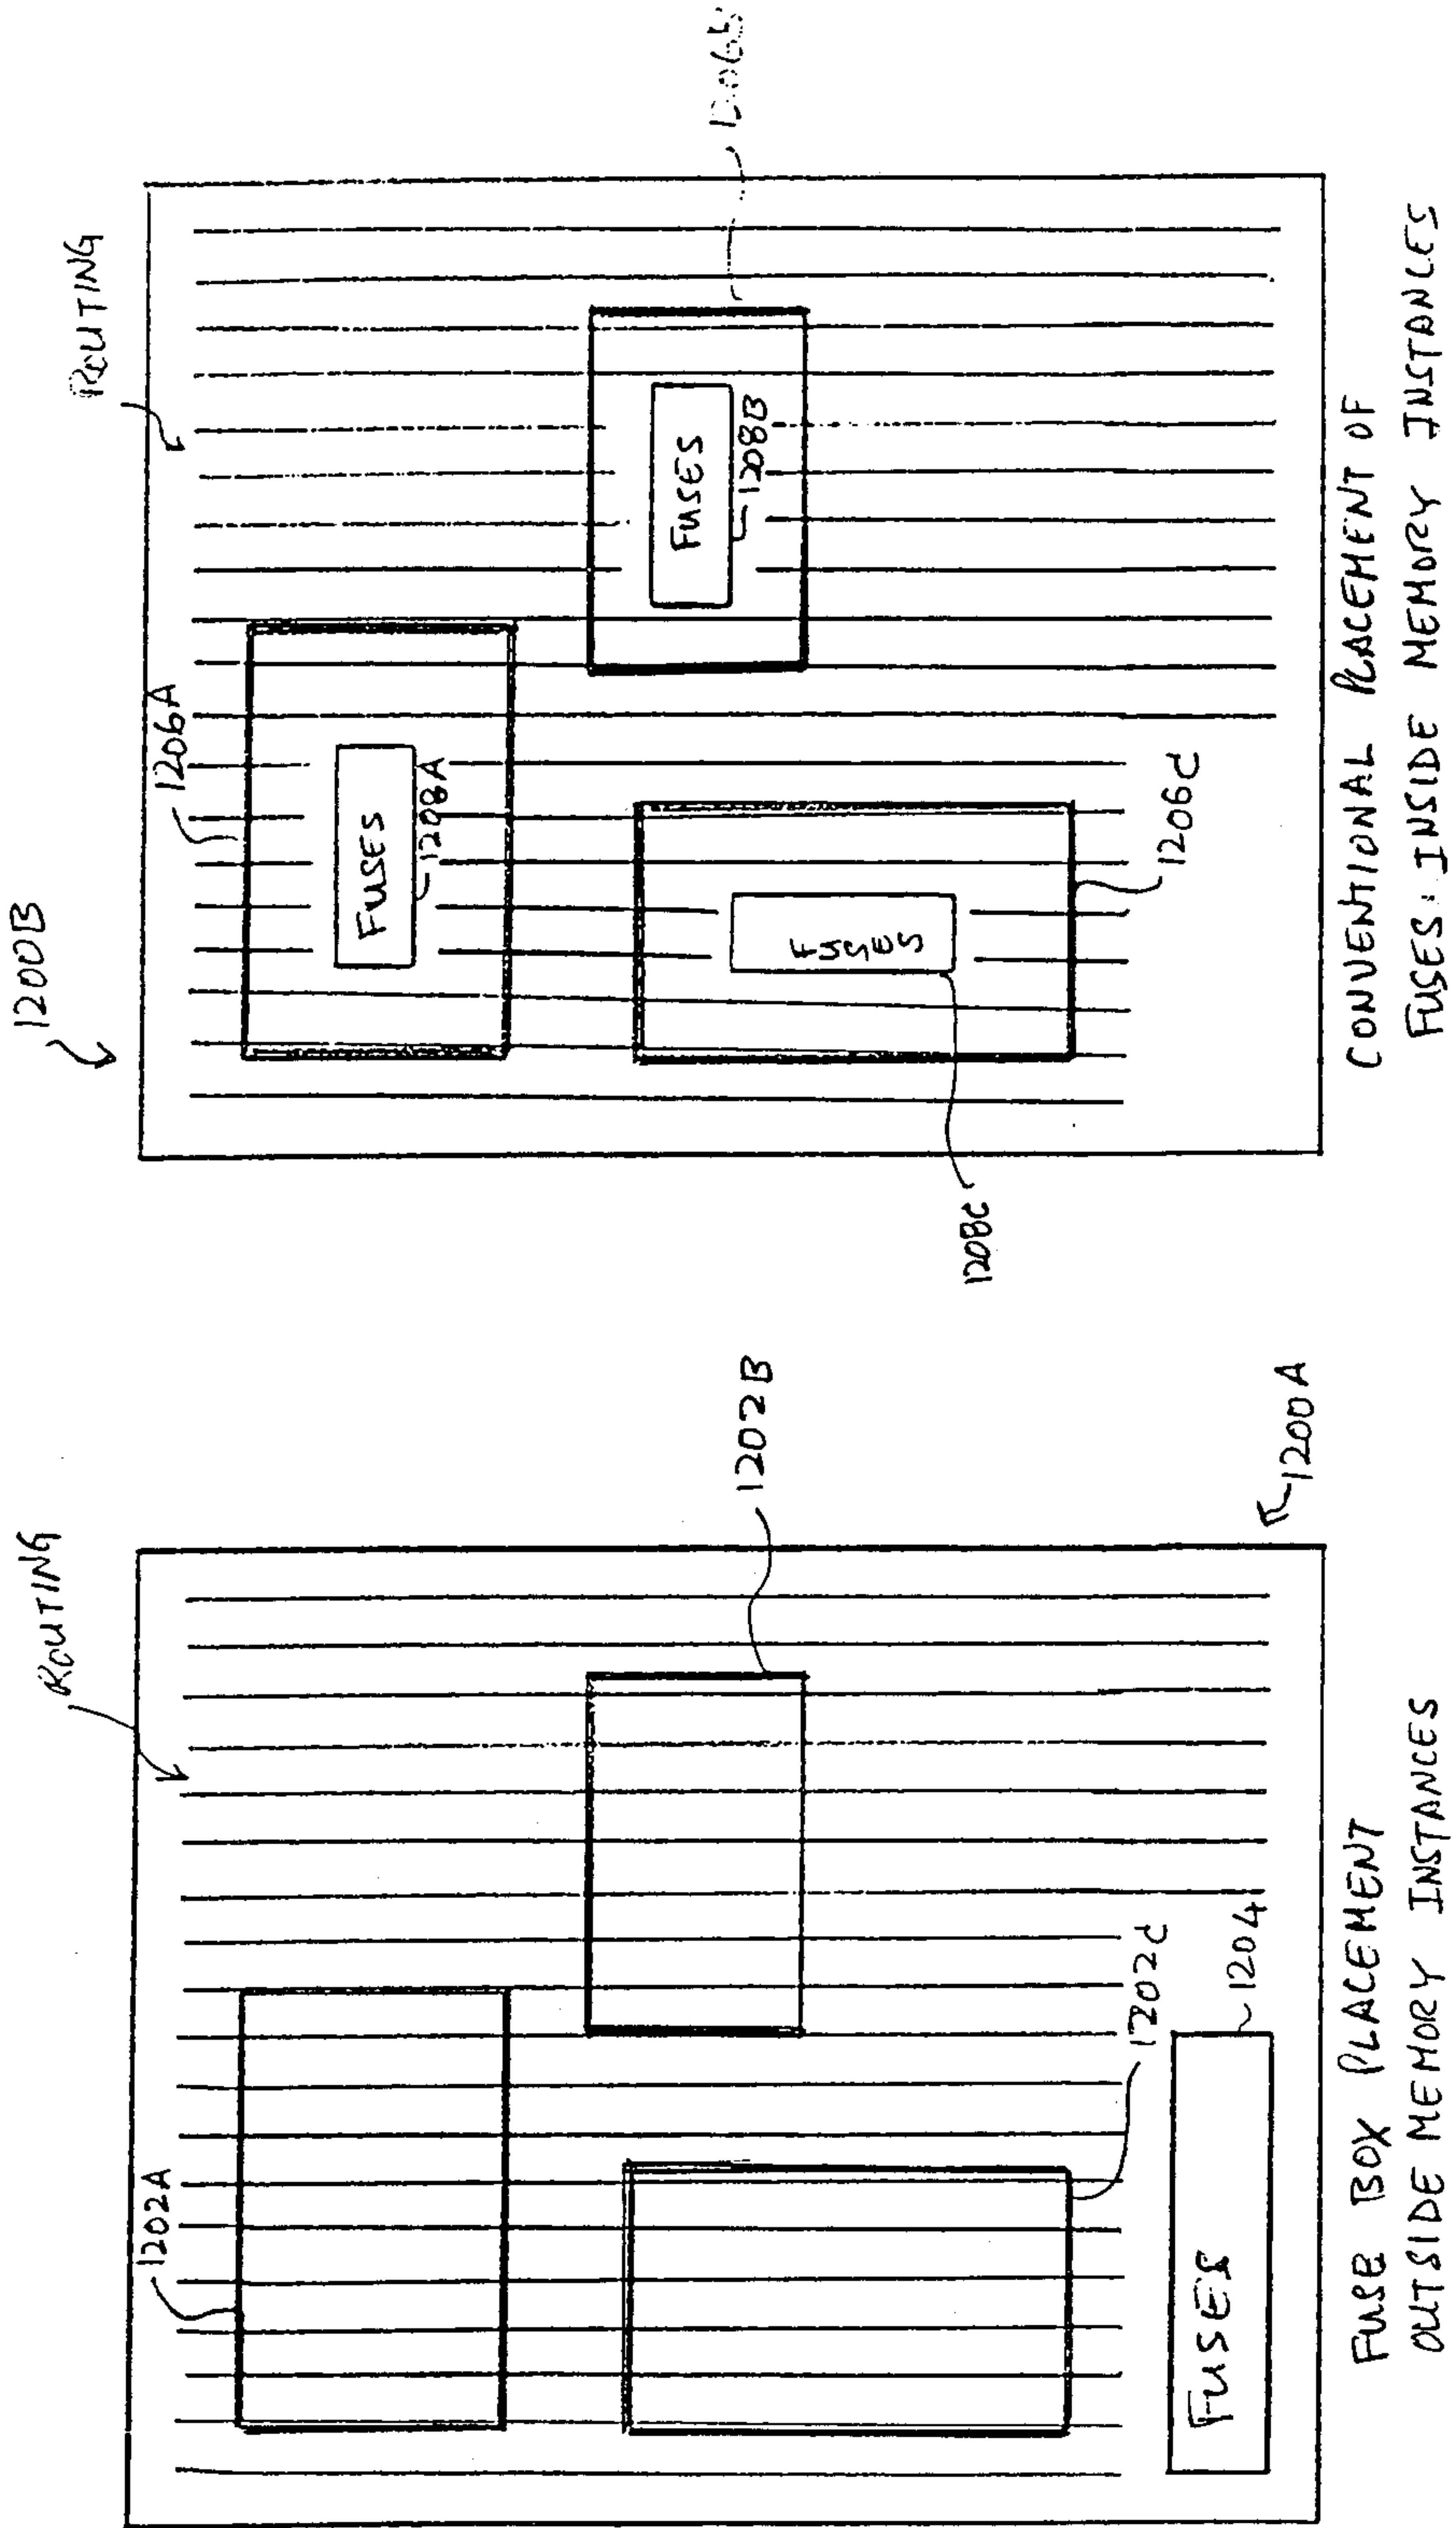 1200B
ROUTING
1206A
FUSES
1208A
FUSES
1208B
FUSES
1208C
1206C
CONVENTIONAL PLACEMENT OF
FUSES: INSIDE MEMORY INSTANCES
ROUTING
1202A
1202B
1202C
FUSES
1204
1200A
FUSE BOX PLACEMENT
OUTSIDE MEMORY INSTANCES